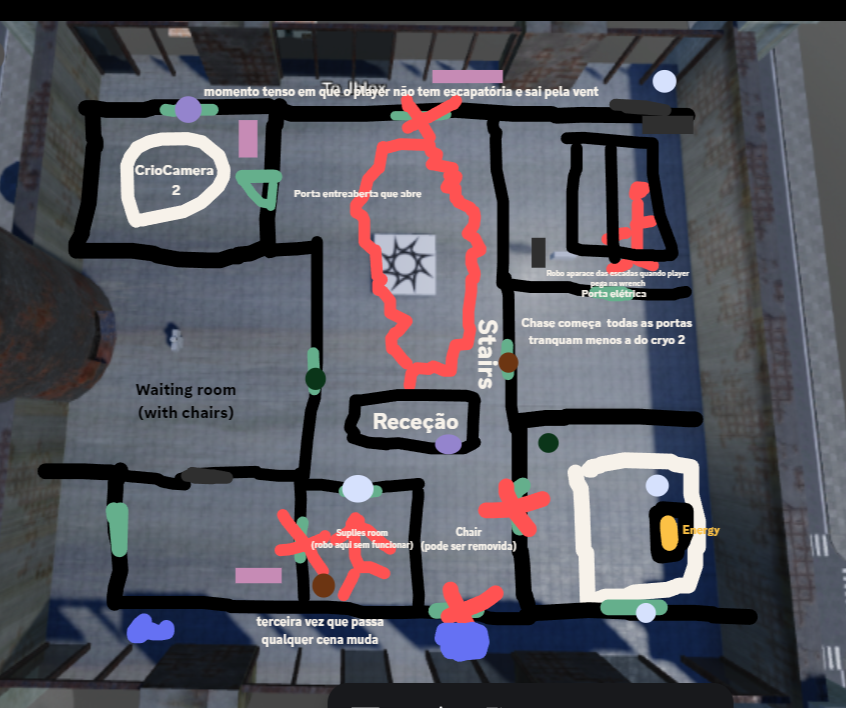 momento tenso em que o player não tem escapatória e sai pela vent
CrioCamera
2
Porta entreaberta que abre
Robo aparace das escadas quando player
pega na wrench
Porta elétrica
Chase começa todas as portas
tranquam menos a do cryo 2
Stairs
Waiting room
(with chairs)
Receção
Suplies room
(robo aqui sem funcionar)
Chair
(pode ser removida)
Energy
terceira vez que passa
qualquer cena muda